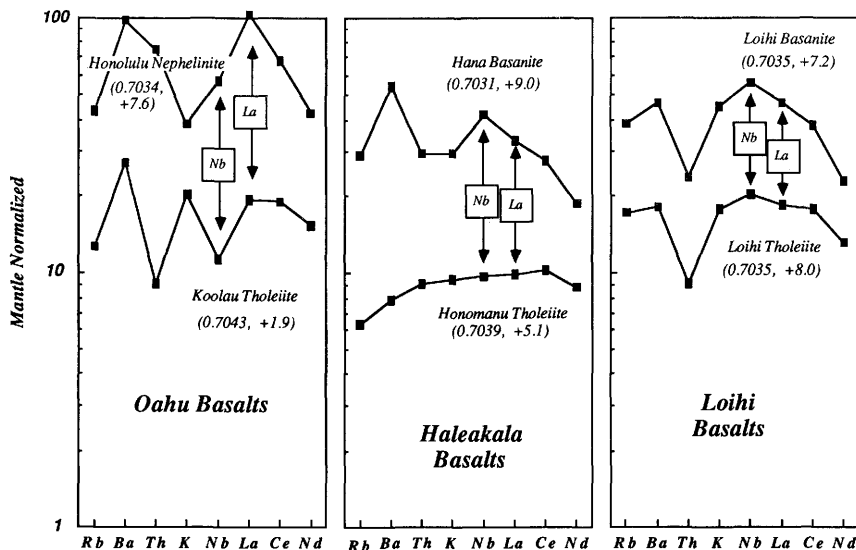 100
10
1
Mantle Normalized
Honolulu Nephelinite
(0.7034,
+7.6)
La
Nb
Koolau Tholeiite
(0.7043, +1.9)
Oahu Basalts
Rb Ba Th K Nb La Ce Nd
Hana Basanite
(0.7031, +9.0)
Nb
La
Honomanu Tholeiite
(0.7039, +5.1)
Haleakala
Basalts
Rb Ba Th K Nb La Ce Nd
Loihi Basanite
(0.7035, +7.2)
Nb
La
Loihi Tholeiite
(0.7035, +8.0)
Loihi
Basalts
Rb Ba Th K Nb La Ce Nd